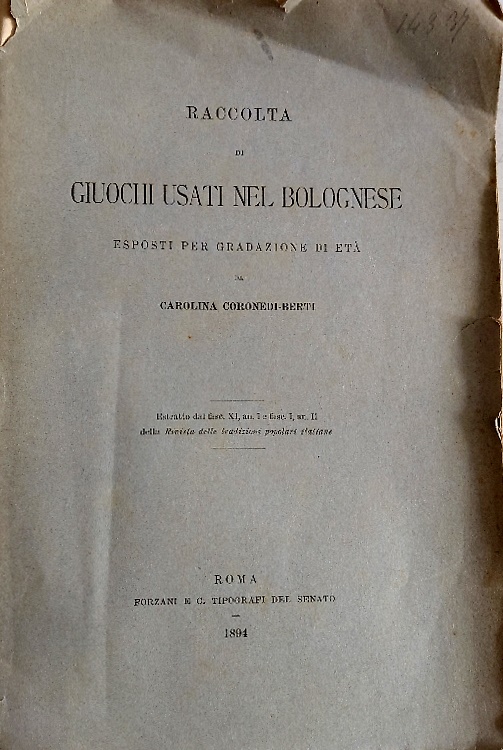 14337
RACCOLTA
DI
GIUOCHI USATI NEL BOLOGNESE
ESPOSTI PER GRADAZIONE DI ETÀ
DA
CAROLINA CORONEDI-BERTI
Estratto dal fasc. XI, an. I e fasc. I, an. II
della Rivista delle tradizioni popolari italiane
ROMA
FORZANI E C. TIPOGRAFI DEL SENATO
1894